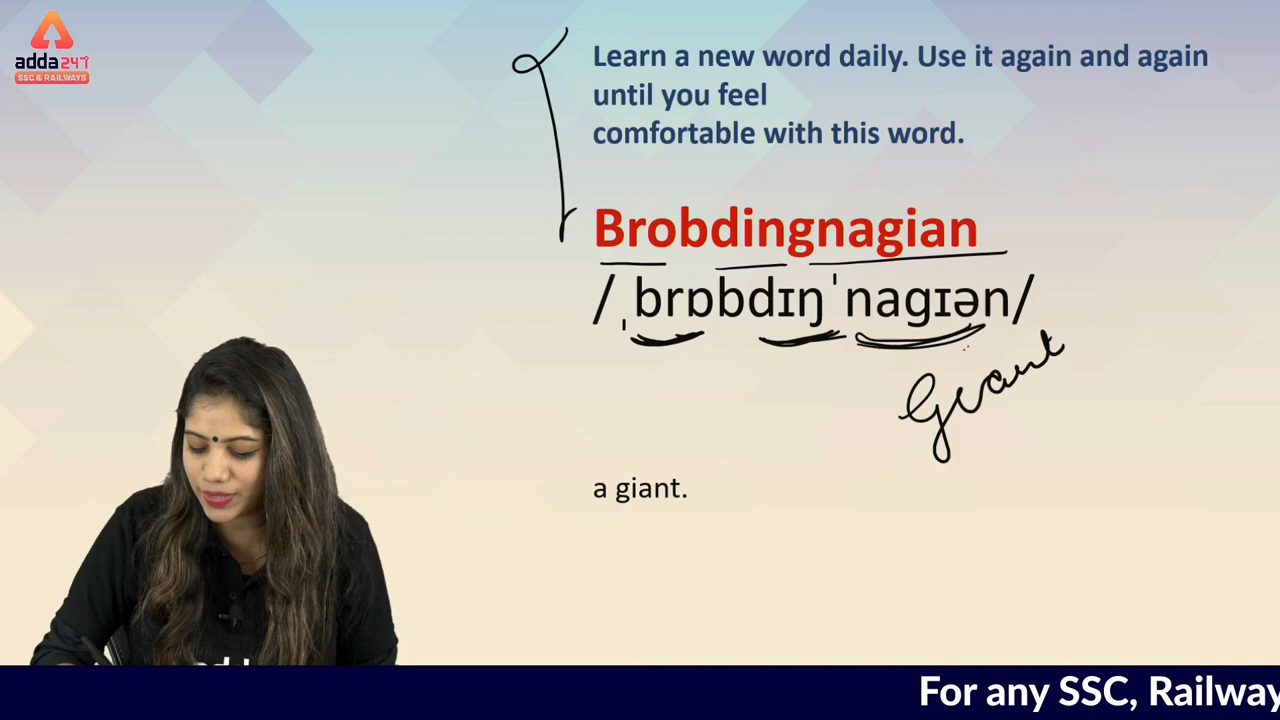 adda247
SSC & RAILWAYS
Learn a new word daily. Use it again and again
until you feel
comfortable with this word.
Brobdingnagian
/ˌbrɒbdɪŋˈnagɪən/
Giant
a giant.
For any SSC, Railway